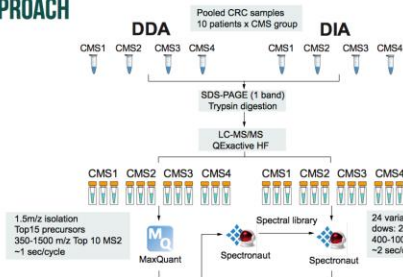 PROACH
Pooled CRC samples
10 patients x CMS group
DDA
DIA
CMS1 CMS2 CMS3 CMS4
CMS1 CMS2 CMS3 CMS4
SDS-PAGE (1 band)
Trypsin digestion
LC-MS/MS
QExactive HF
CMS1 CMS2 CMS3 CMS4
CMS1 CMS2 CMS3 CMS4
1.5m/z isolation
Top15 precursors
350-1500 m/z Top 10 MS2
~1 sec/cycle
MQ
MaxQuant
Spectronaut
Spectral library
Spectronaut
24 varia
dows: 2
400-100
~2 sec/